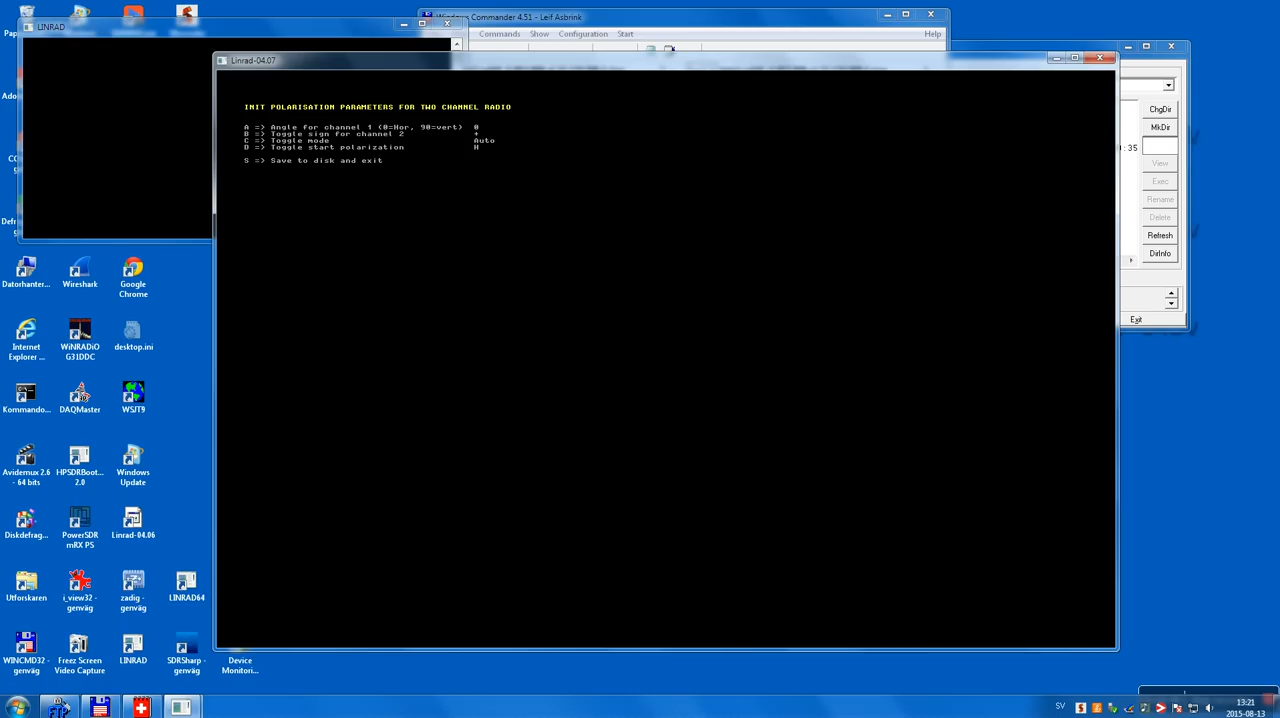 LINRAD
Windows Commander 4.51 - Leif Asbrink
Commands Show Configuration Start Help
Linrad-04.07
INIT POLARISATION PARAMETERS FOR TWO CHANNEL RADIO
A => Angle for channel 1 (0=Hor, 90=vert) 0
B => Toggle sign for channel 2 +
C => Toggle mode Auto
D => Toggle start polarization H
S => Save to disk and exit
ChgDir
MkDir
:35
View
Exec
Rename
Delete
Refresh
DirInfo
Exit
Datorhanter...
Wireshark
Google
Chrome
Internet
Explorer ...
WiNRADiO
G31DDC
desktop.ini
Kommando...
DAQMaster
WSJT9
Avidemux 2.6
- 64 bits
HPSDRBoot...
2.0
Windows
Update
Diskdefrag...
PowerSDR
mRX PS
Linrad-04.06
Utforskaren
i_view32 -
genväg
zadig -
genväg
LINRAD64
WINCMD32 -
genväg
Freez Screen
Video Capture
LINRAD
SDRSharp -
genväg
Device
Monitori...
FTP
SV
13:21
2015-08-13